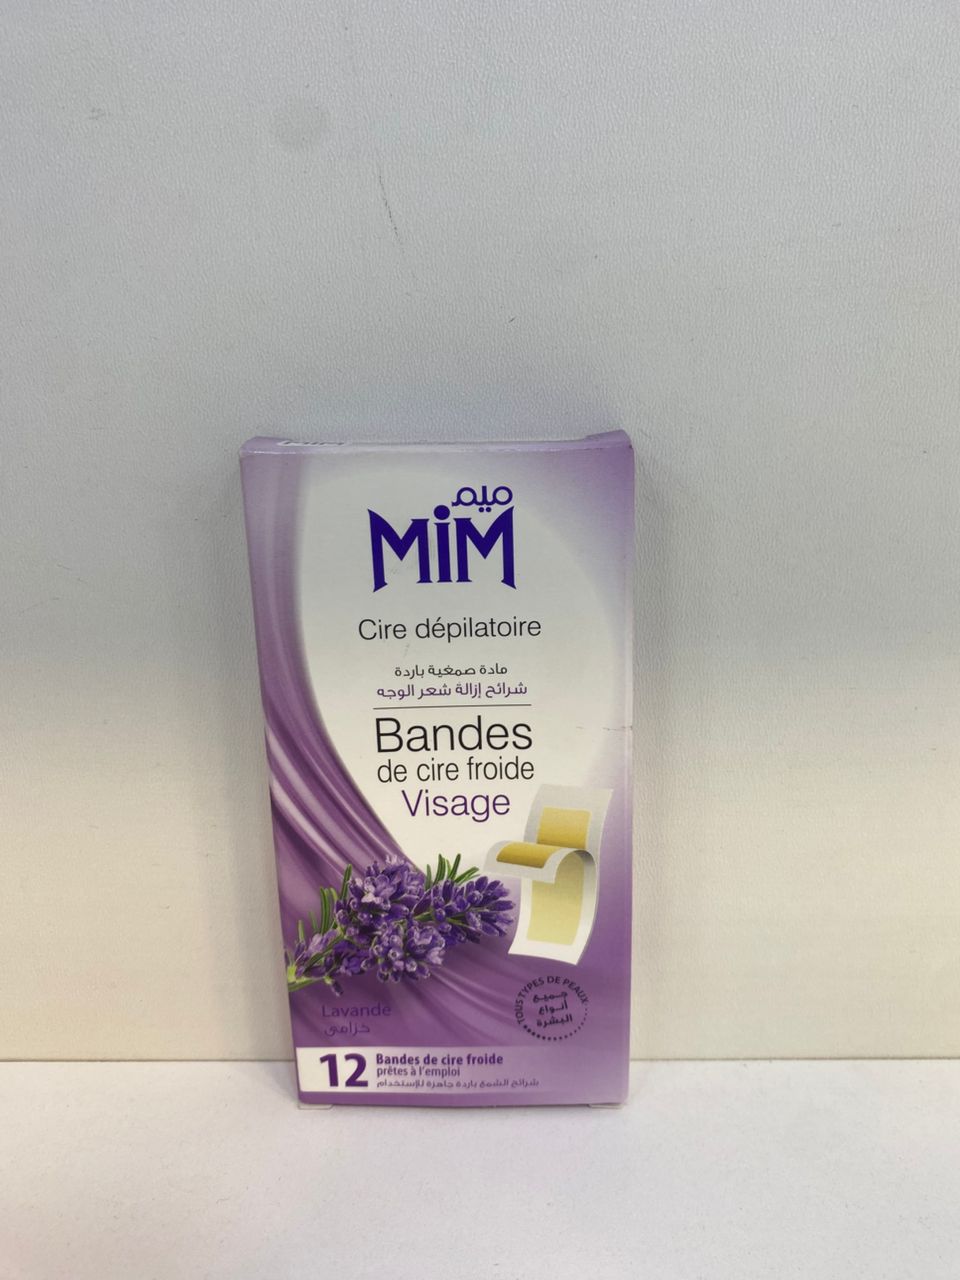 ميم
MiM
Cire dépilatoire
مادة صمغية باردة
شرائح إزالة شعر الوجه
Bandes
de cire froide
Visage
TOUS TYPES DE PEAUX
جميع
أنواع
البشرة
Lavande
خزامى
12
Bandes de cire froide
prêtes à l'emploi
شرائح الشمع باردة جاهزة للإستخدام